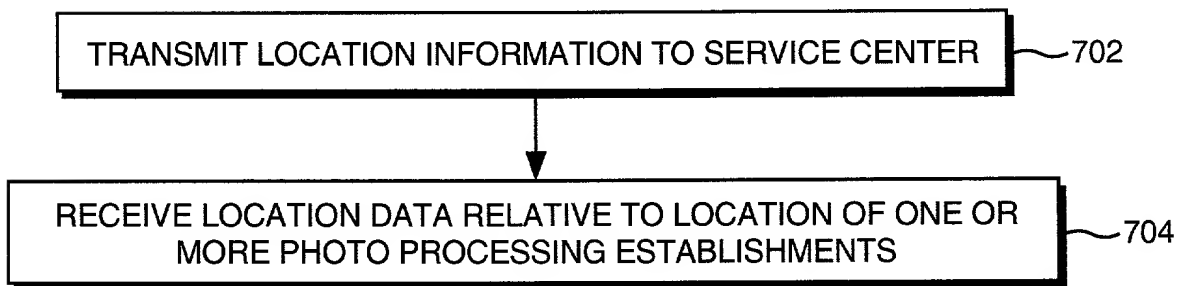 TRANSMIT LOCATION INFORMATION TO SERVICE CENTER
702
RECEIVE LOCATION DATA RELATIVE TO LOCATION OF ONE OR
MORE PHOTO PROCESSING ESTABLISHMENTS
704